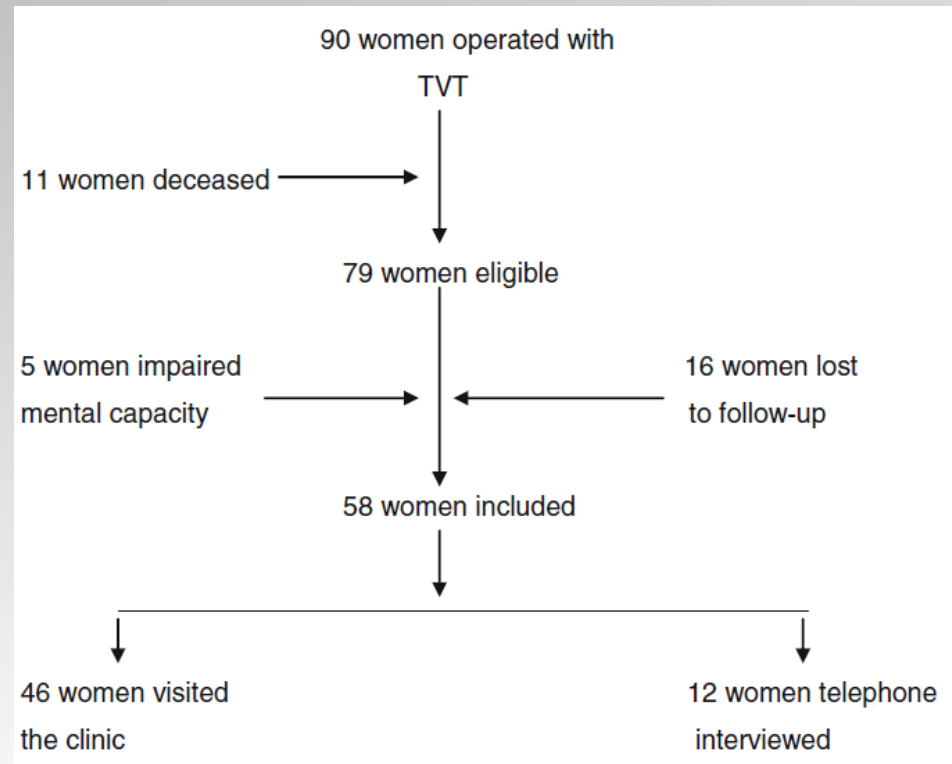 90 women operated with
TVT
11 women deceased
79 women eligible
5 women impaired
mental capacity
16 women lost
to follow-up
58 women included
46 women visited
the clinic
12 women telephone
interviewed